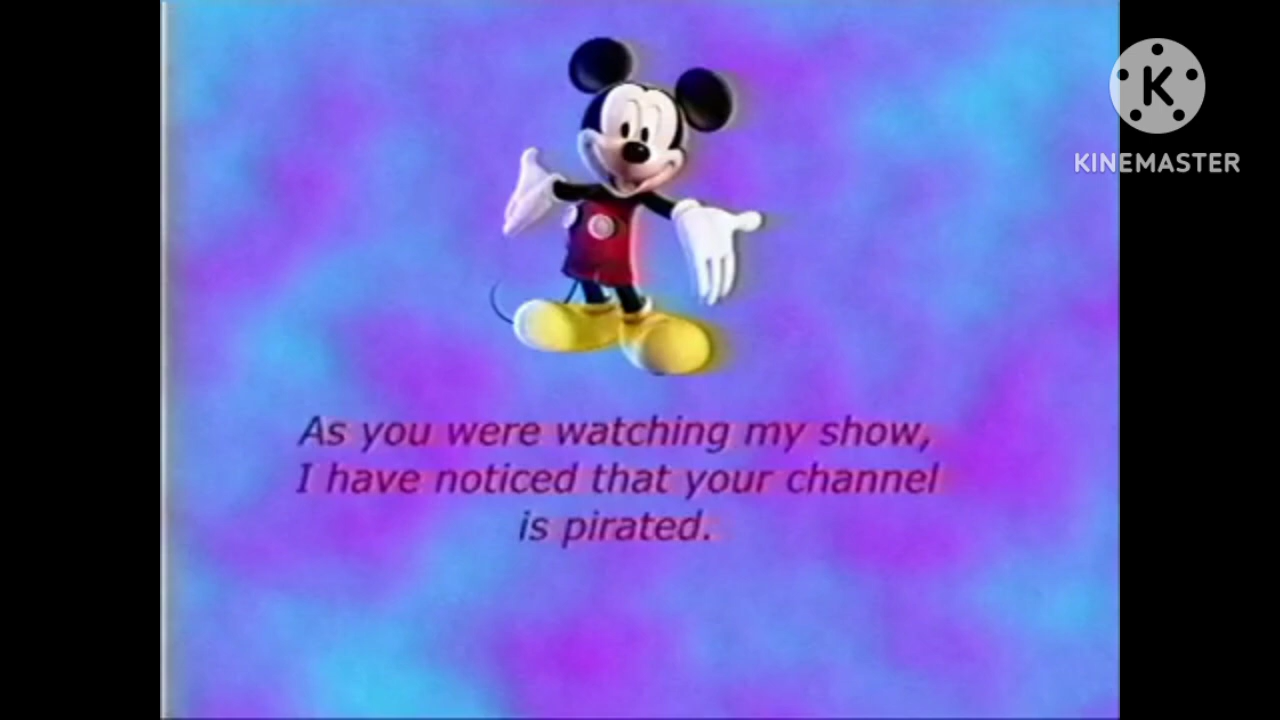 K
KINEMASTER
As you were watching my show,
I have noticed that your channel
is pirated.